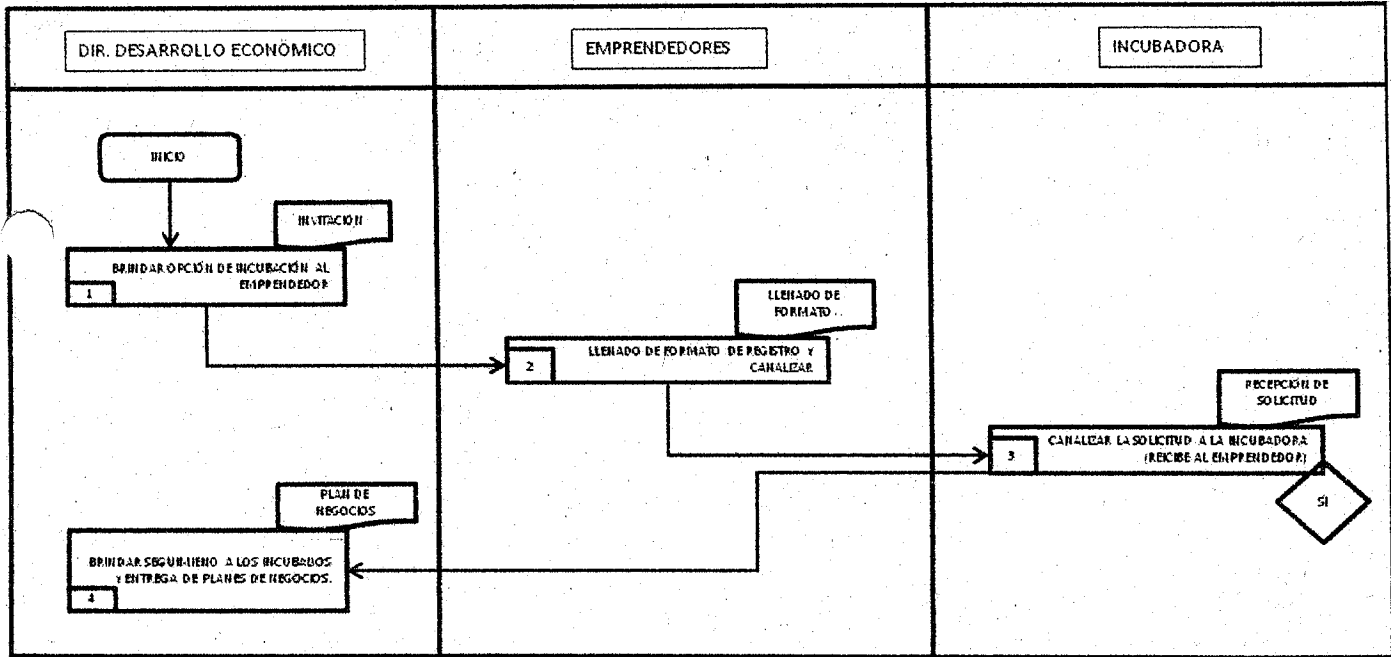 DIR. DESARROLLO ECONÓMICO
EMPRENDEDORES
INCUBADORA
INICIO
INVITACIÓN
BRINDAR OPCIÓN DE INCUBACIÓN AL
EMPRENDEDOR
1
LLENADO DE
FORMATO . .
LLENADO DE FORMATO DE REGISTRO Y
CANALIZAR
2
RECEPCIÓN DE
SOLICITUD
CANALIZAR LA SOLICITUD A LA INCUBADORA
(RECIBE AL EMPRENDEDOR)
3
SÍ
PLAN DE
NEGOCIOS
BRINDAR A LOS INCUBADOS
Y ENTREGA DE PLANES DE NEGOCIOS.
4